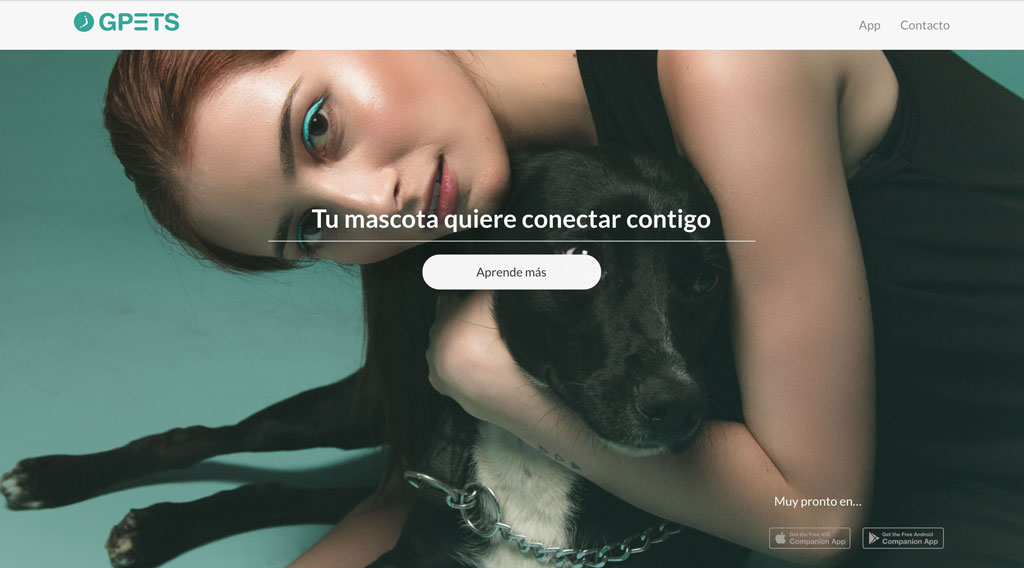 GPETS
App
Contacto
Tu mascota quiere conectar contigo
Aprende más
Muy pronto en...
Get the Free iOS
Companion App
Get the Free Android
Companion App